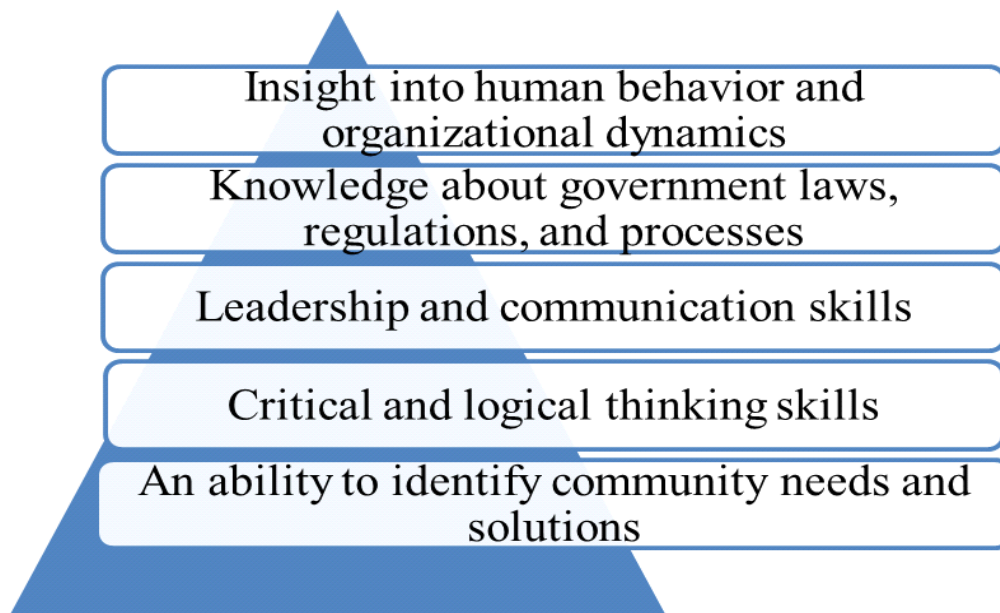 Insight into human behavior and
organizational dynamics
Knowledge about government laws,
regulations, and processes
Leadership and communication skills
Critical and logical thinking skills
An ability to identify community needs and
solutions